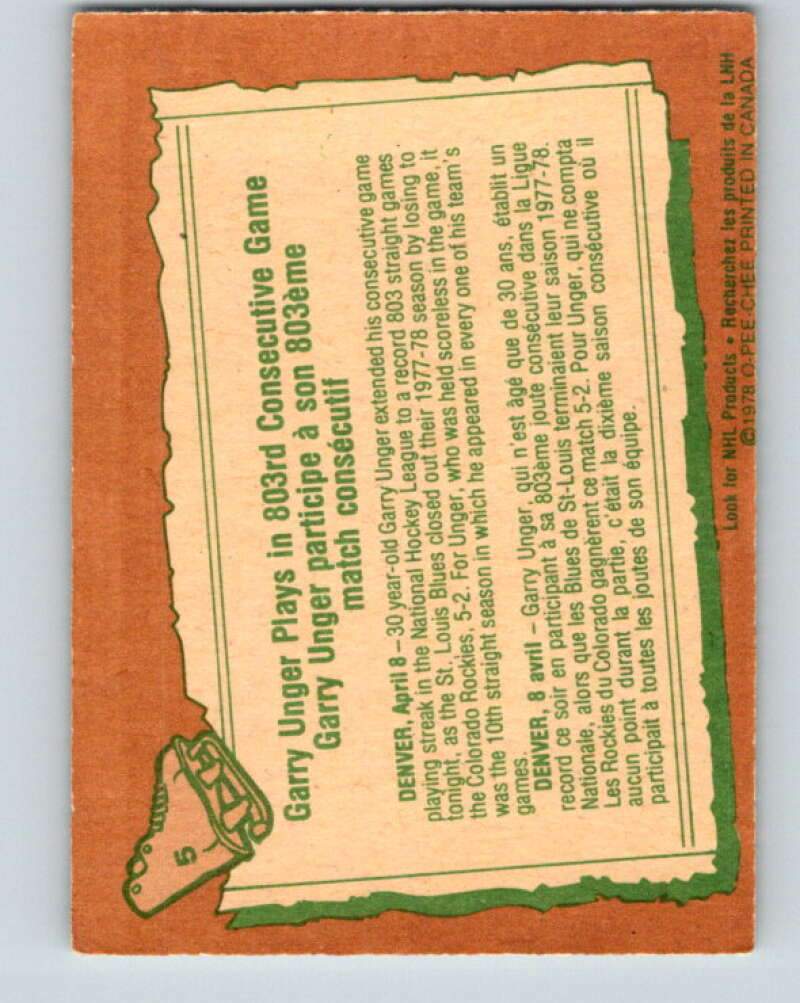 5
Garry Unger Plays in 803rd Consecutive Game
Garry Unger participe à son 803ème
match consécutif
DENVER, April 8 – 30 year-old Garry Unger extended his consecutive game
playing streak in the National Hockey League to a record 803 straight games
tonight, as the St. Louis Blues closed out their 1977-78 season by losing to
the Colorado Rockies, 5-2. For Unger, who was held scoreless in the game, it
was the 10th straight season in which he appeared in every one of his team's
games.
DENVER, 8 avril – Garry Unger, qui n'est âgé que de 30 ans, établit un
record ce soir en participant à sa 803ème joute consécutive dans la Ligue
Nationale, alors que les Blues de St-Louis terminaient leur saison 1977-78.
Les Rockies du Colorado gagnèrent ce match 5-2. Pour Unger, qui ne compta
aucun point durant la partie, c'était la dixième saison consécutive où il
participait à toutes les joutes de son équipe.
Look for NHL Products • Recherchez les produits de la LNH
©1978 O-PEE-CHEE PRINTED IN CANADA